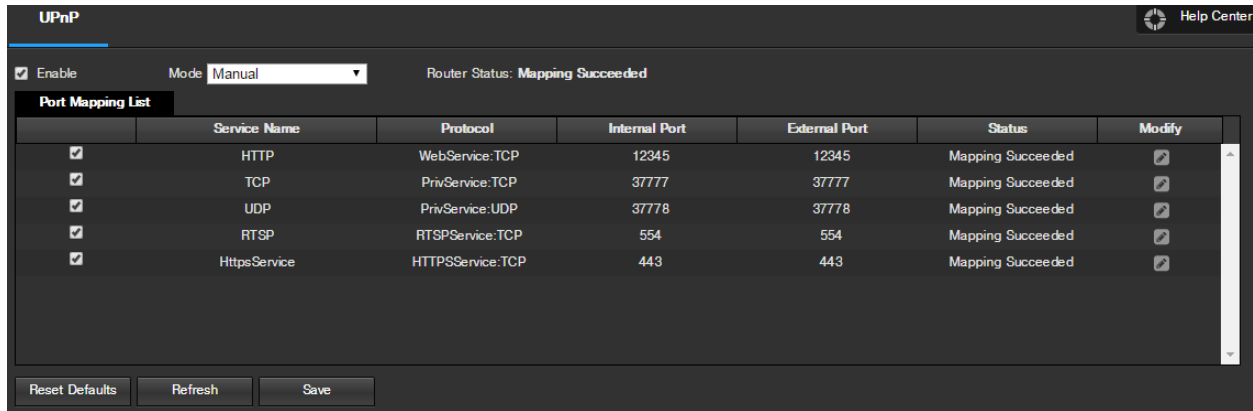 UPnP Help Center
Enable Mode Manual Router Status: Mapping Succeeded
Port Mapping List
Service Name Protocol Internal Port External Port Status Modify
HTTP WebService:TCP 12345 12345 Mapping Succeeded
TCP PrivService:TCP 37777 37777 Mapping Succeeded
UDP PrivService:UDP 37778 37778 Mapping Succeeded
RTSP RTSPService:TCP 554 554 Mapping Succeeded
HttpsService HTTPSService:TCP 443 443 Mapping Succeeded
Reset Defaults Refresh Save